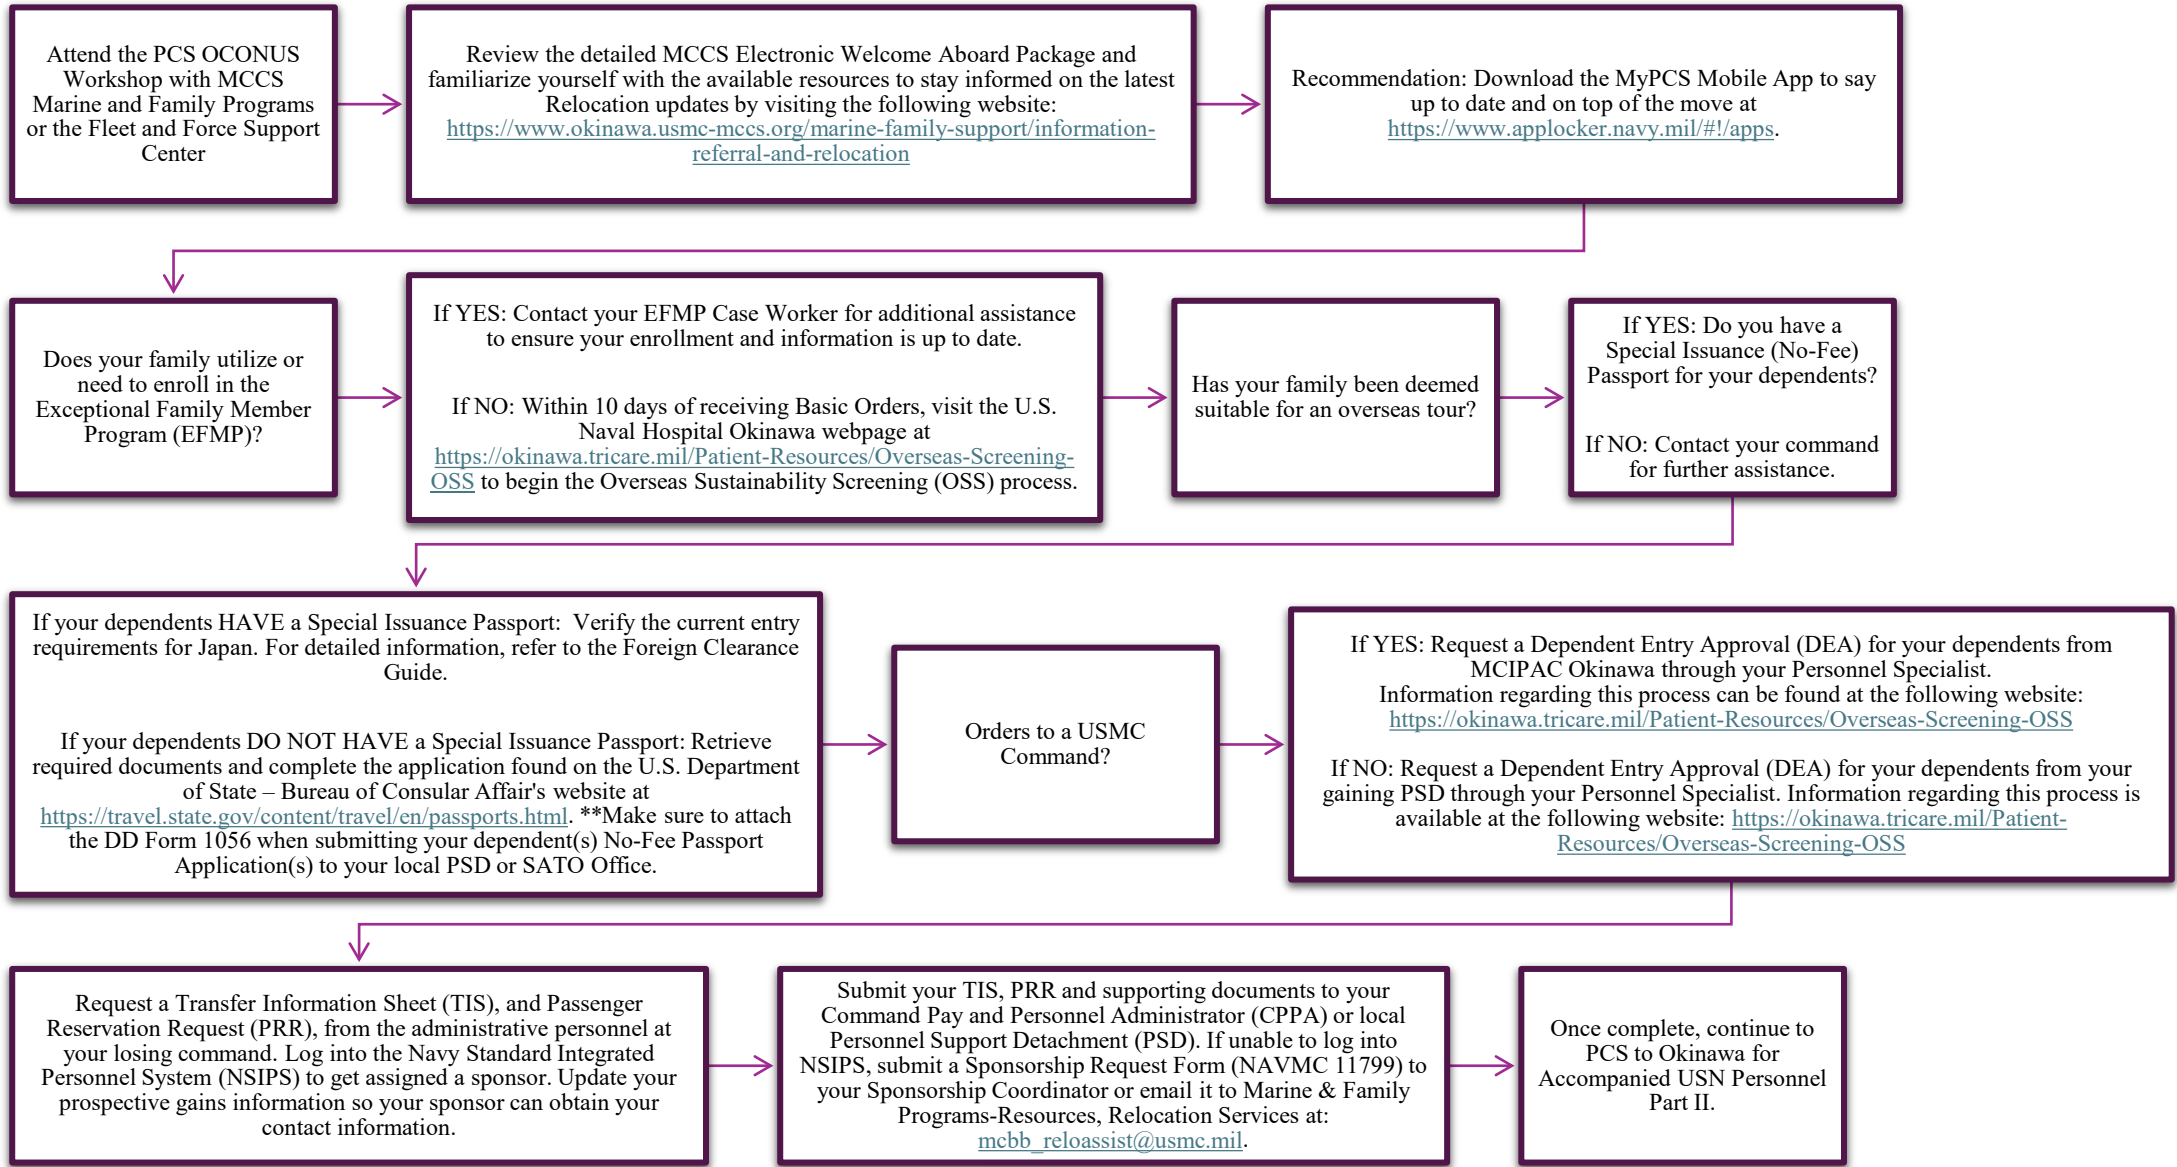 Attend the PCS OCONUS
Workshop with MCCS
Marine and Family Programs
or the Fleet and Force Support
Center
Review the detailed MCCS Electronic Welcome Aboard Package and
familiarize yourself with the available resources to stay informed on the latest
Relocation updates by visiting the following website:
https://www.okinawa.usmc-mccs.org/marine-family-support/information-
referral-and-relocation
Recommendation: Download the MyPCS Mobile App to say
up to date and on top of the move at
https://www.applocker.navy.mil/#!/apps.
Does your family utilize or
need to enroll in the
Exceptional Family Member
Program (EFMP)?
If YES: Contact your EFMP Case Worker for additional assistance
to ensure your enrollment and information is up to date.
If NO: Within 10 days of receiving Basic Orders, visit the U.S.
Naval Hospital Okinawa webpage at
https://okinawa.tricare.mil/Patient-Resources/Overseas-Screening-
OSS to begin the Overseas Sustainability Screening (OSS) process.
Has your family been deemed
suitable for an overseas tour?
If YES: Do you have a
Special Issuance (No-Fee)
Passport for your dependents?
If NO: Contact your command
for further assistance.
If your dependents HAVE a Special Issuance Passport:  Verify the current entry
requirements for Japan. For detailed information, refer to the Foreign Clearance
Guide.
If your dependents DO NOT HAVE a Special Issuance Passport: Retrieve
required documents and complete the application found on the U.S. Department
of State – Bureau of Consular Affair's website at
https://travel.state.gov/content/travel/en/passports.html. **Make sure to attach
the DD Form 1056 when submitting your dependent(s) No-Fee Passport
Application(s) to your local PSD or SATO Office.
Orders to a USMC
Command?
If YES: Request a Dependent Entry Approval (DEA) for your dependents from
MCIPAC Okinawa through your Personnel Specialist.
Information regarding this process can be found at the following website:
https://okinawa.tricare.mil/Patient-Resources/Overseas-Screening-OSS
If NO: Request a Dependent Entry Approval (DEA) for your dependents from your
gaining PSD through your Personnel Specialist. Information regarding this process is
available at the following website: https://okinawa.tricare.mil/Patient-
Resources/Overseas-Screening-OSS
Request a Transfer Information Sheet (TIS), and Passenger
Reservation Request (PRR), from the administrative personnel at
your losing command. Log into the Navy Standard Integrated
Personnel System (NSIPS) to get assigned a sponsor. Update your
prospective gains information so your sponsor can obtain your
contact information.
Submit your TIS, PRR and supporting documents to your
Command Pay and Personnel Administrator (CPPA) or local
Personnel Support Detachment (PSD). If unable to log into
NSIPS, submit a Sponsorship Request Form (NAVMC 11799) to
your Sponsorship Coordinator or email it to Marine & Family
Programs-Resources, Relocation Services at:
mcbb_reloassist@usmc.mil.
Once complete, continue to
PCS to Okinawa for
Accompanied USN Personnel
Part II.